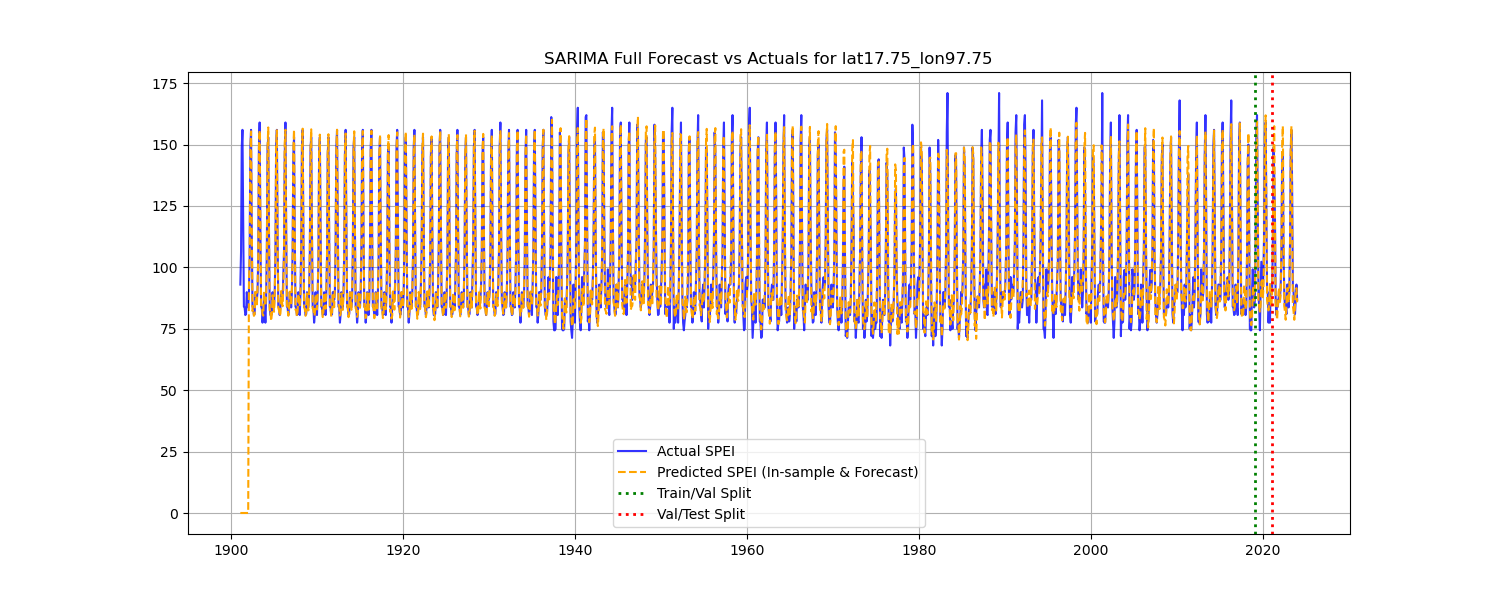 SARIMA Full Forecast vs Actuals for lat17.75_lon97.75
175
150
125
100
75
50
25
0
Actual SPEI
Predicted SPEI (In-sample & Forecast)
Train/Val Split
Val/Test Split
1900 1920 1940 1960 1980 2000 2020